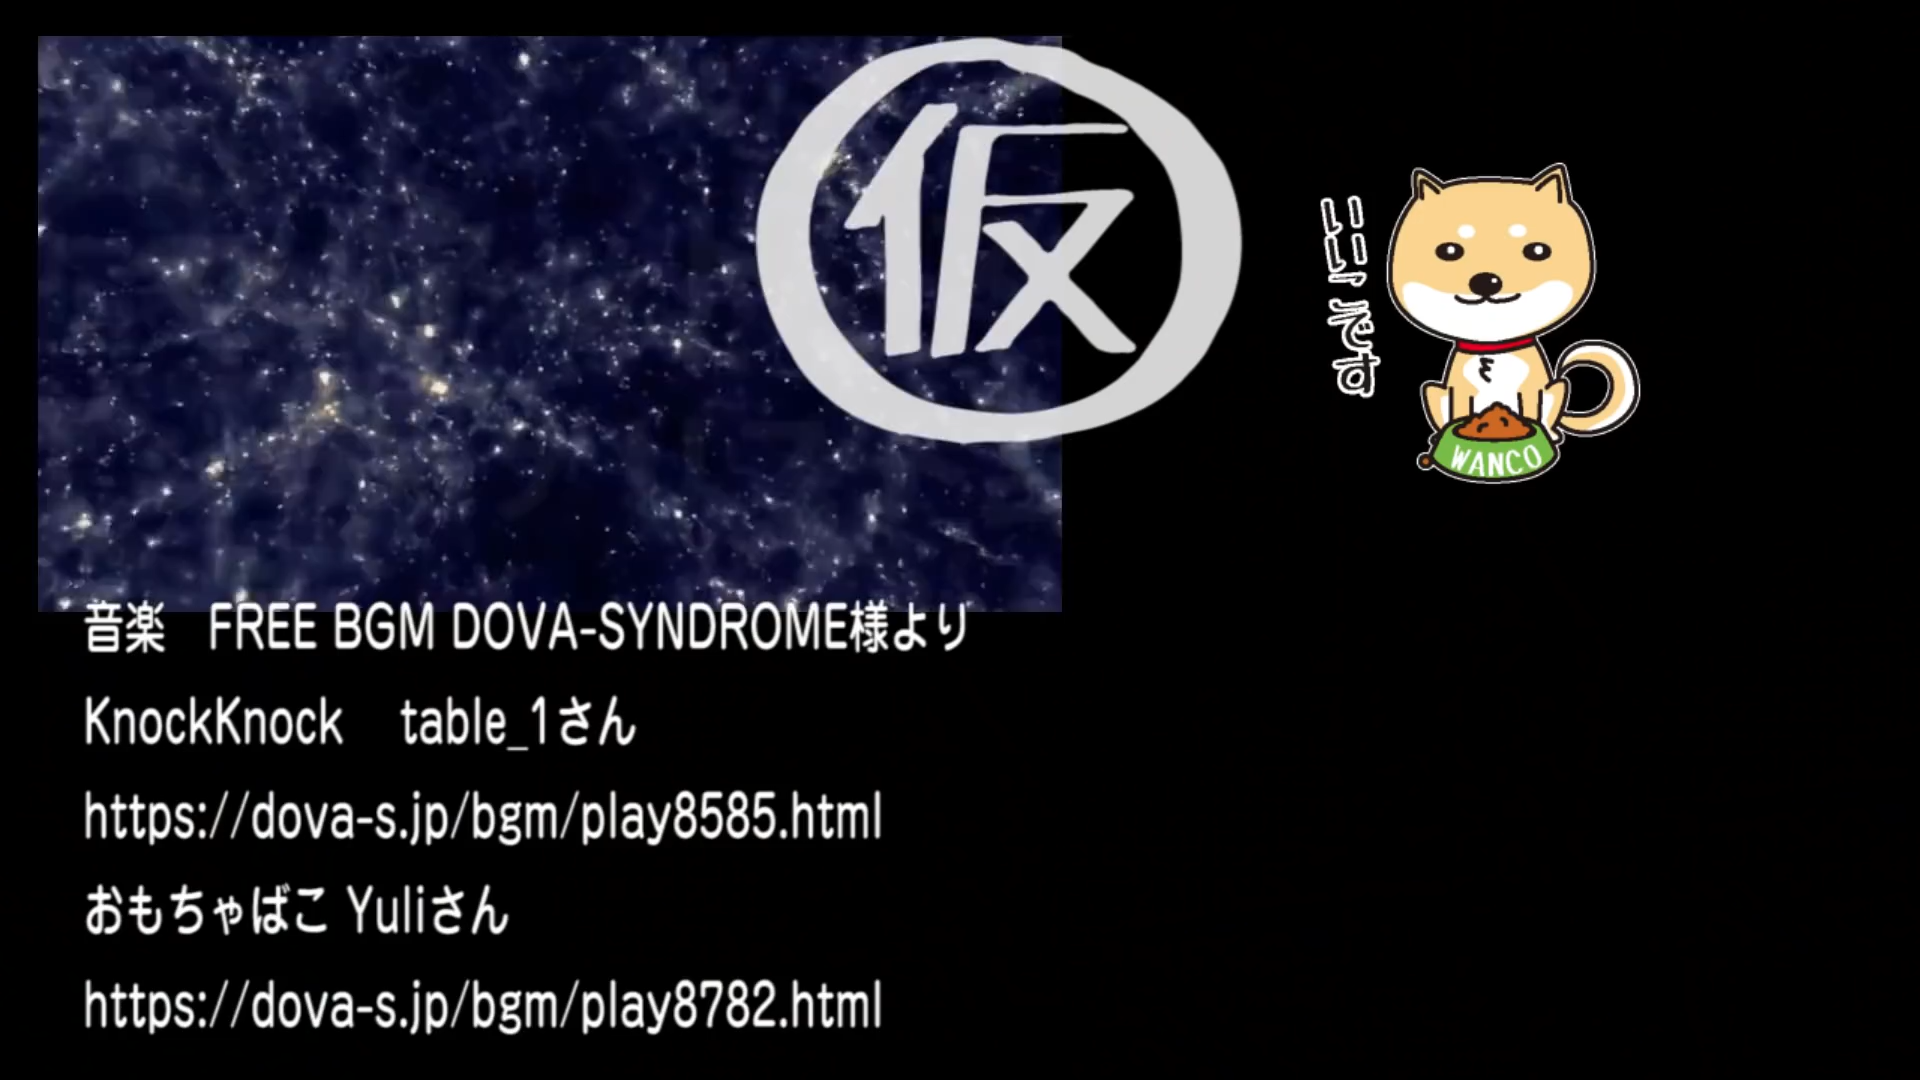 仮
いいこです
WANCO
音楽　FREE BGM DOVA-SYNDROME様より
KnockKnock　table_1さん
https://dova-s.jp/bgm/play8585.html
おもちゃばこ Yuliさん
https://dova-s.jp/bgm/play8782.html